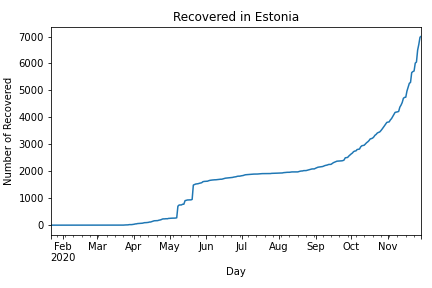 Recovered in Estonia
Number of Recovered
7000
6000
5000
4000
3000
2000
1000
0
Feb
2020
Mar
Apr
May
Jun
Jul
Aug
Sep
Oct
Nov
Day